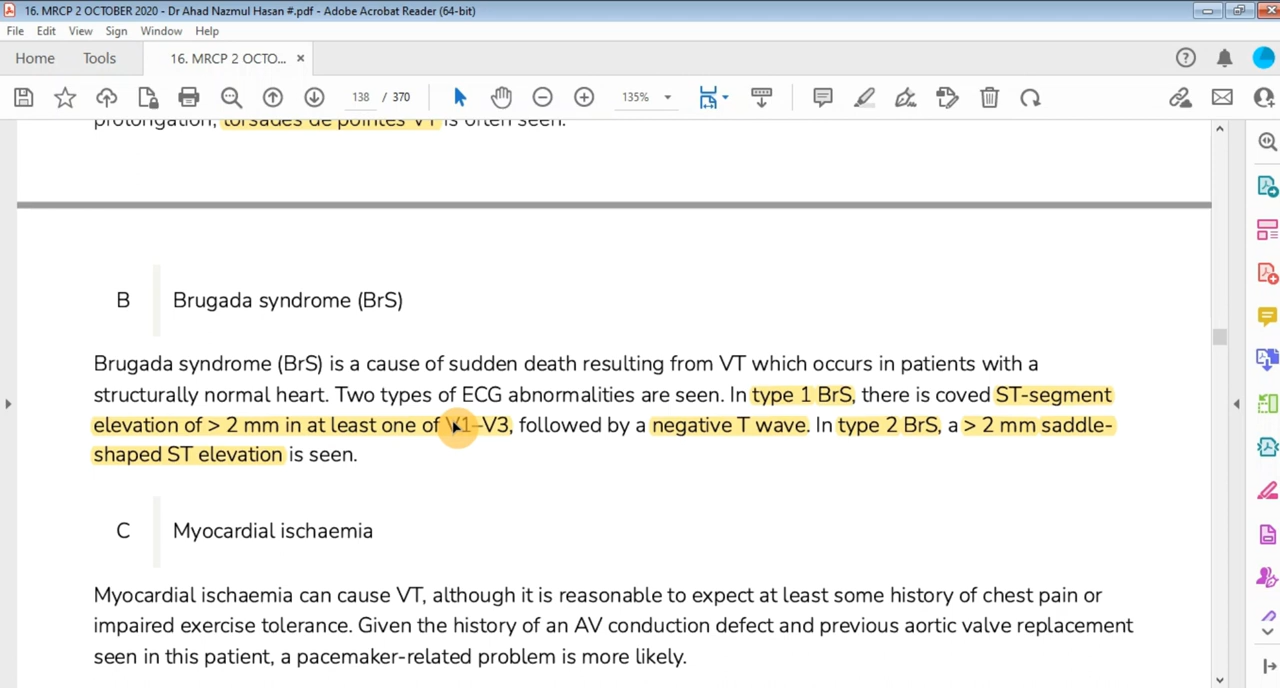 16. MRCP 2 OCTOBER 2020 - Dr Ahad Nazmul Hasan #.pdf - Adobe Acrobat Reader (64-bit)
File Edit View Sign Window Help
Home Tools 16. MRCP 2 OCTO... ×
138 / 370 135%
prolongation, torsades de pointes VT is often seen.
B Brugada syndrome (BrS)
Brugada syndrome (BrS) is a cause of sudden death resulting from VT which occurs in patients with a
structurally normal heart. Two types of ECG abnormalities are seen. In type 1 BrS, there is coved ST-segment
elevation of > 2 mm in at least one of V1–V3, followed by a negative T wave. In type 2 BrS, a > 2 mm saddle-
shaped ST elevation is seen.
C Myocardial ischaemia
Myocardial ischaemia can cause VT, although it is reasonable to expect at least some history of chest pain or
impaired exercise tolerance. Given the history of an AV conduction defect and previous aortic valve replacement
seen in this patient, a pacemaker-related problem is more likely.